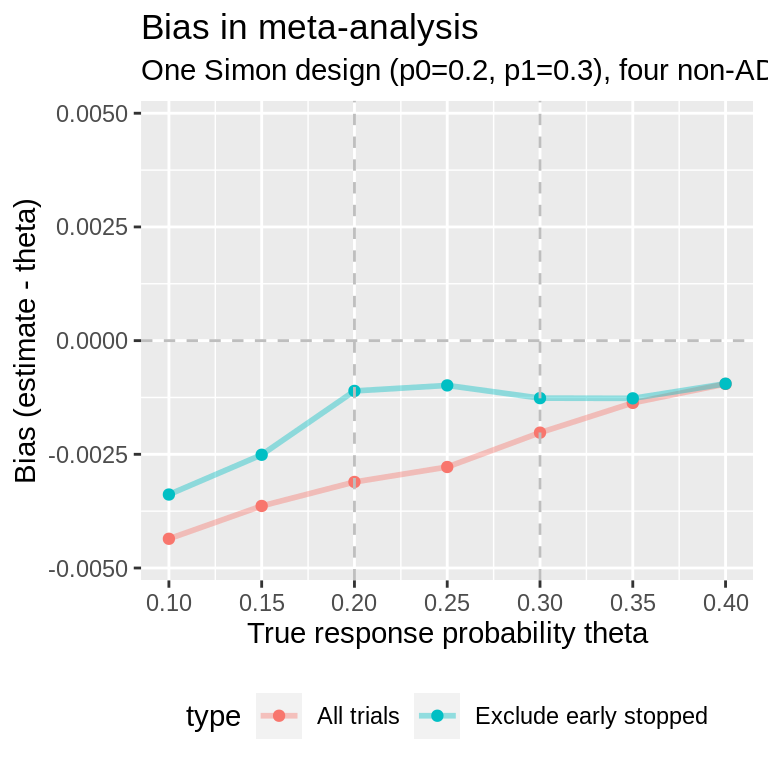 Bias in meta-analysis
One Simon design (p0=0.2, p1=0.3), four non-AD
0.0050
0.0025
0.0000
-0.0025
-0.0050
Bias (estimate - theta)
0.10 0.15 0.20 0.25 0.30 0.35 0.40
True response probability theta
type All trials Exclude early stopped